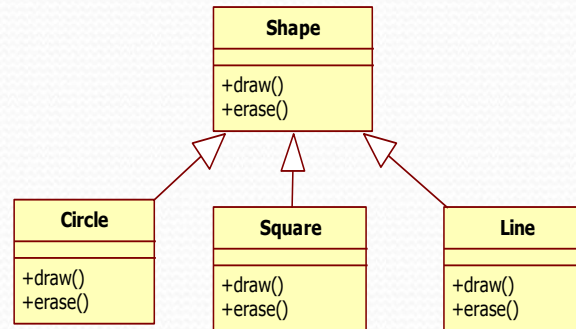 Shape
+draw()
+erase()
Circle
+draw()
+erase()
Square
+draw()
+erase()
Line
+draw()
+erase()